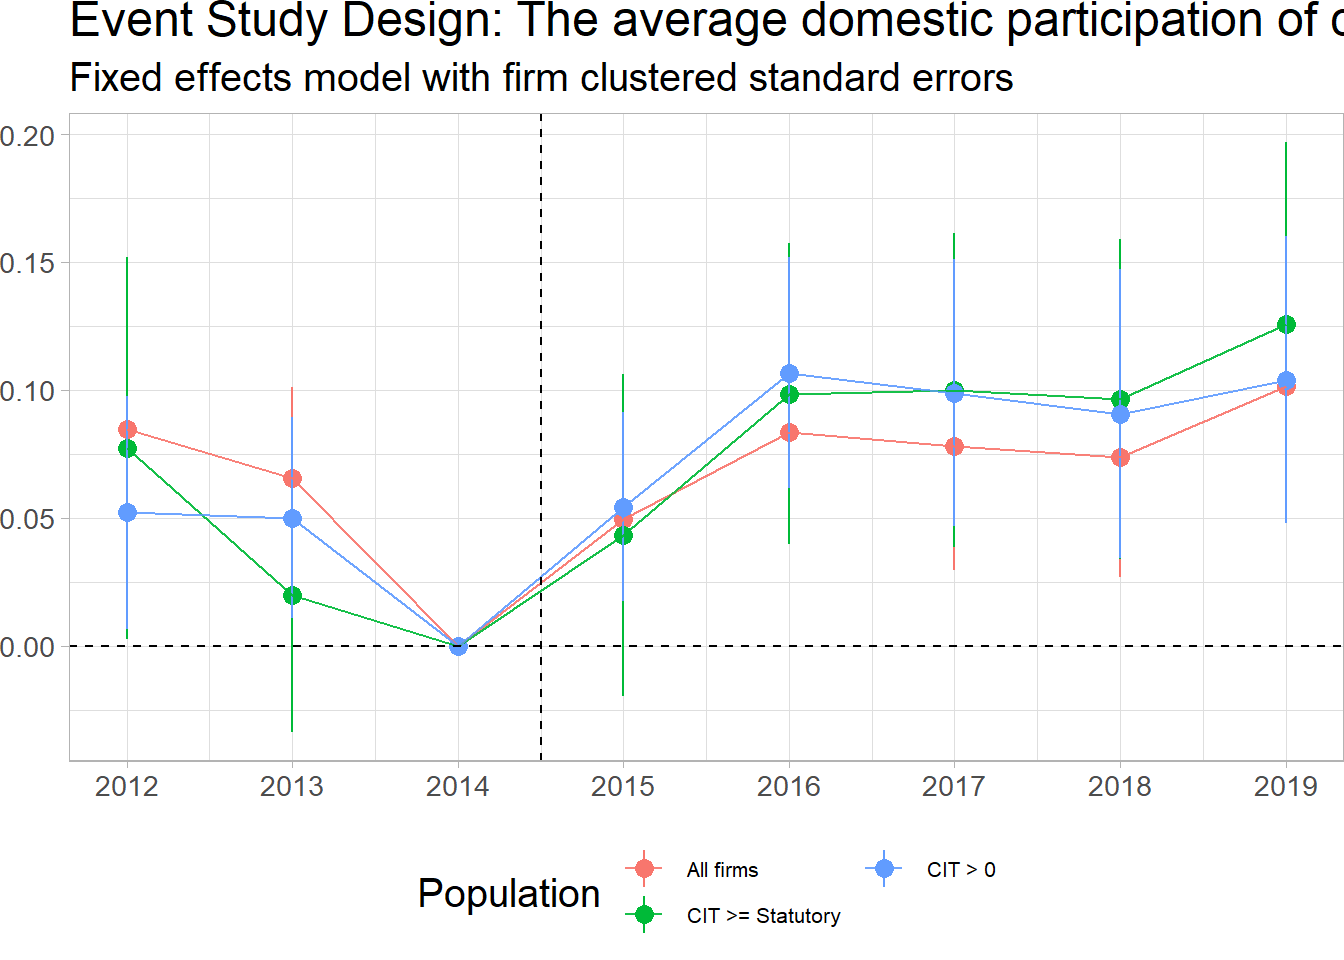 Event Study Design: The average domestic participation of
Fixed effects model with firm clustered standard errors
0.20
0.15
0.10
0.05
0.00
2012 2013 2014 2015 2016 2017 2018 2019
Population
All firms
CIT > 0
CIT >= Statutory